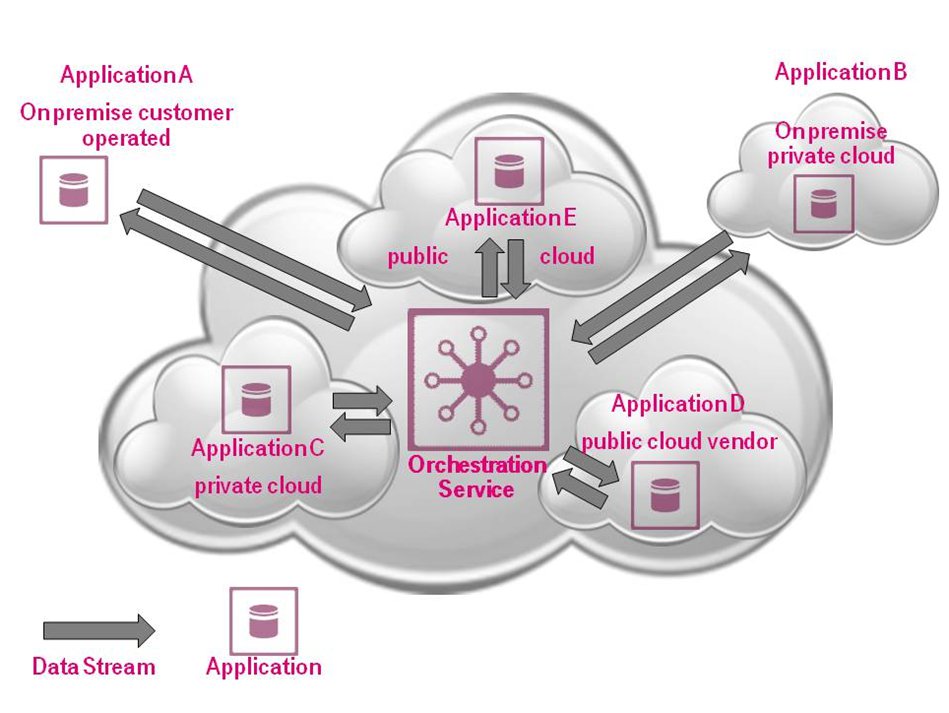 Application A
On premise customer
operated
Application B
On premise
private cloud
Application E
public cloud
Application C
private cloud
Orchestration
Service
Application D
public cloud vendor
Data Stream
Application